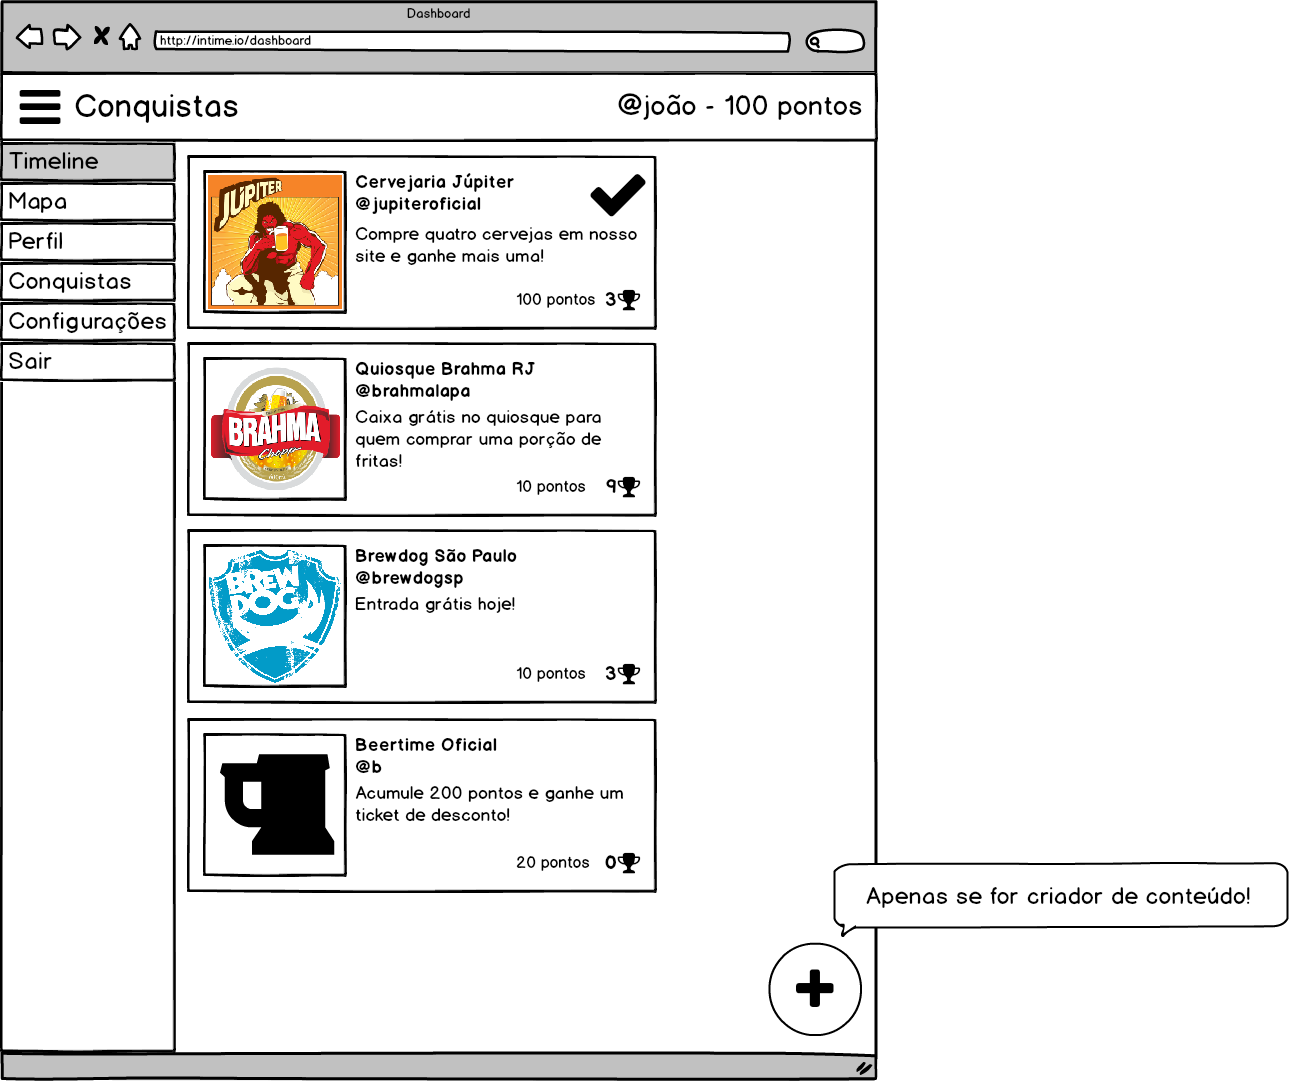 Dashboard
http://intime.io/dashboard
Conquistas
@joão - 100 pontos
Timeline
Mapa
Perfil
Conquistas
Configurações
Sair
JÚPITER
Cervejaria Júpiter
@jupiteroficial
Compre quatro cervejas em nosso
site e ganhe mais uma!
100 pontos 3
BRAHMA
Chopp
Quiosque Brahma RJ
@brahmalapa
Caixa grátis no quiosque para
quem comprar uma porção de
fritas!
10 pontos 9
BREW
DOG
Brewdog São Paulo
@brewdogsp
Entrada grátis hoje!
10 pontos 3
Beertime Oficial
@b
Acumule 200 pontos e ganhe um
ticket de desconto!
20 pontos 0
Apenas se for criador de conteúdo!